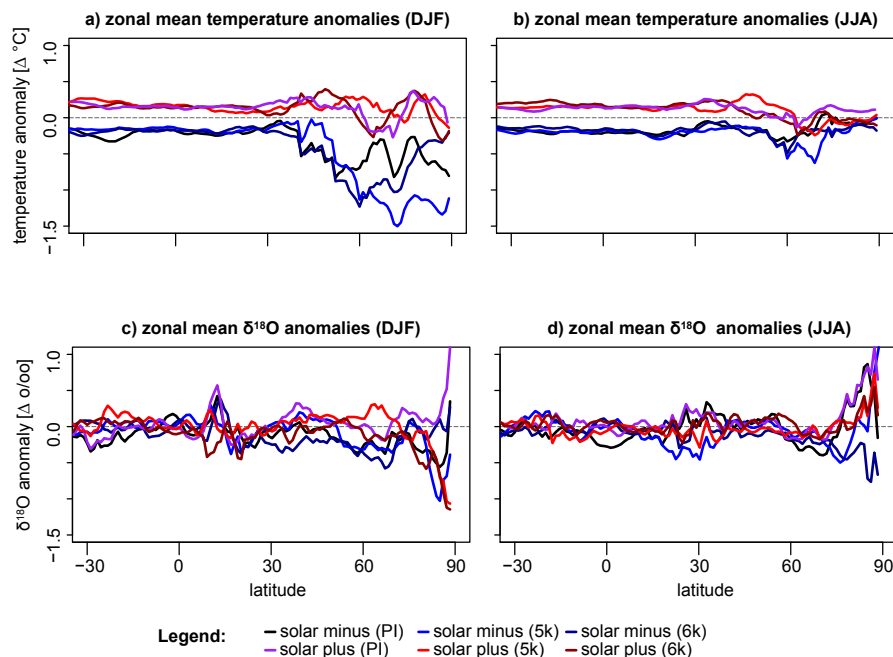 a) zonal mean temperature anomalies (DJF)
b) zonal mean temperature anomalies (JJA)
temperature anomaly [Δ °C]
1.0
0.0
−1.5
c) zonal mean δ¹⁸O anomalies (DJF)
d) zonal mean δ¹⁸O anomalies (JJA)
δ¹⁸O anomaly [Δ o/oo]
1.0
0.0
−1.5
−30 0 30 60 90
−30 0 30 60 90
latitude
latitude
Legend:
solar minus (PI) solar minus (5k) solar minus (6k)
solar plus (PI) solar plus (5k) solar plus (6k)